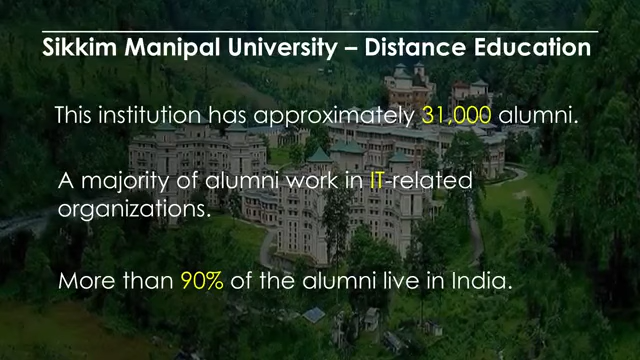 Sikkim Manipal University – Distance Education
This institution has approximately 31,000 alumni.
A majority of alumni work in IT-related
organizations.
More than 90% of the alumni live in India.